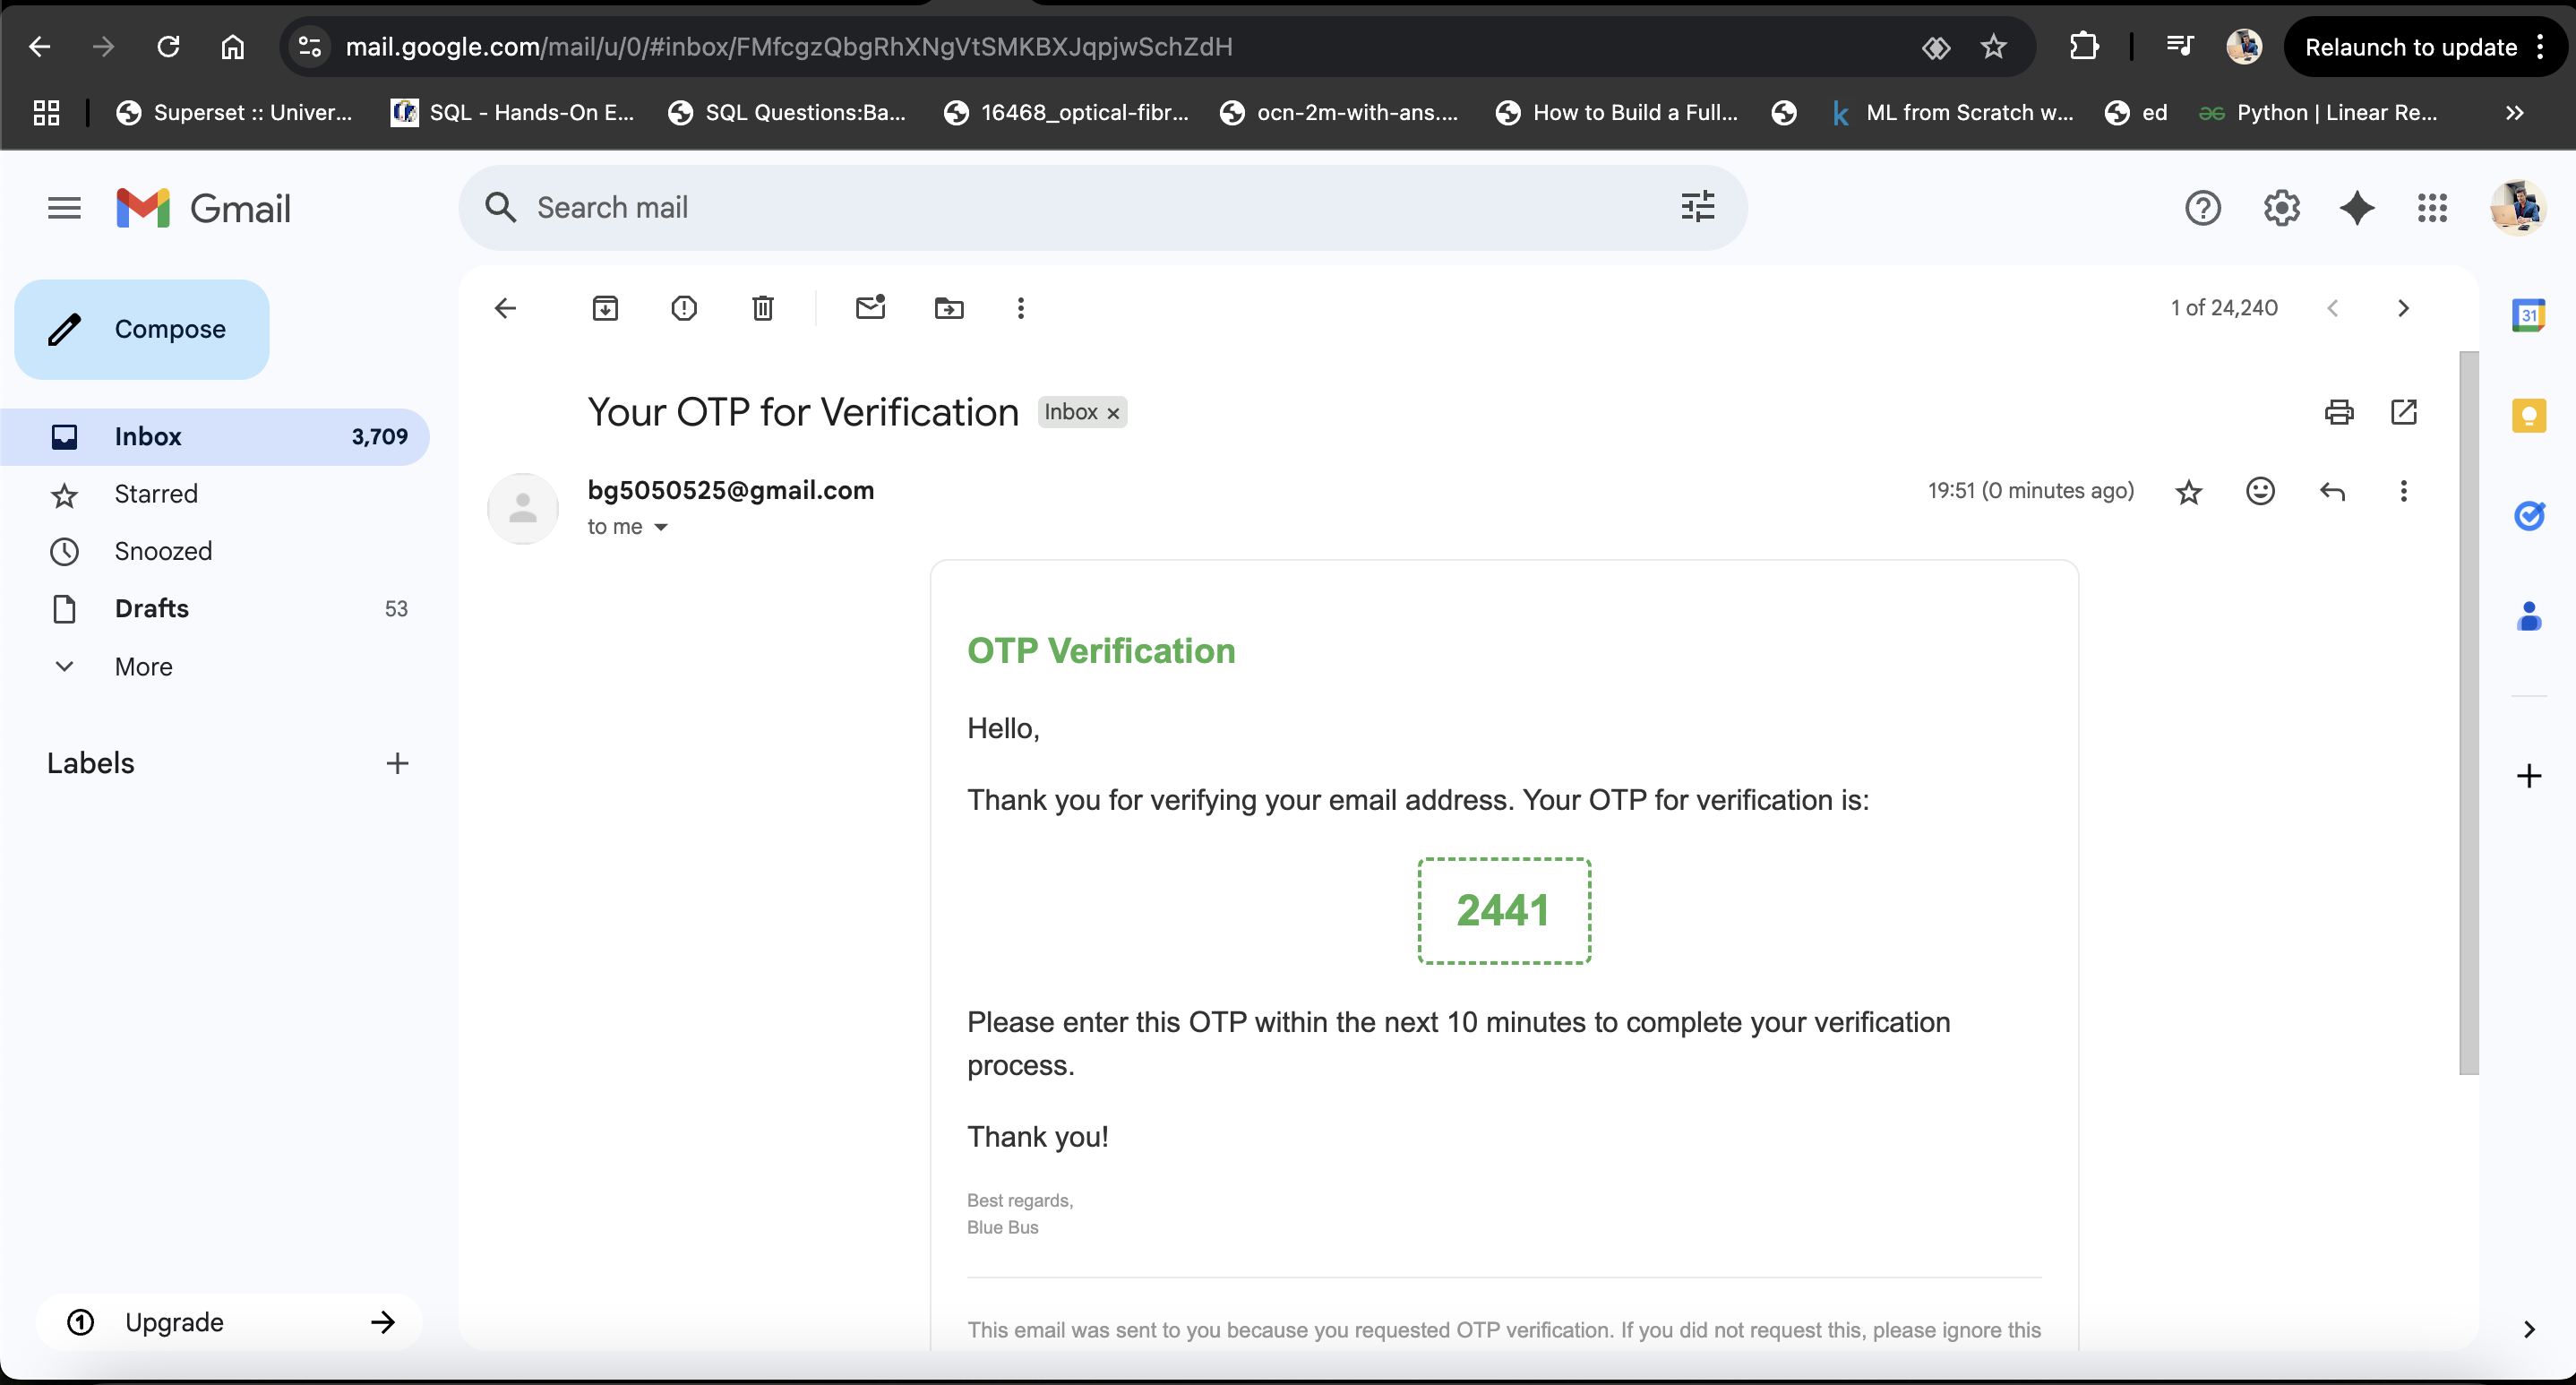 mail.google.com/mail/u/0/#inbox/FMfcgzQbgRhXNgVtSMKBXJqpjwSchZdH
Relaunch to update
Superset :: Univer...
SQL - Hands-On E...
SQL Questions:Ba...
16468_optical-fibr...
ocn-2m-with-ans....
How to Build a Full...
ML from Scratch w...
ed
Python | Linear Re...
Gmail
Search mail
Compose
1 of 24,240
31
Your OTP for Verification
Inbox ×
Inbox 3,709
Starred
Snoozed
Drafts 53
More
Labels
bg5050525@gmail.com
19:51 (0 minutes ago)
to me
OTP Verification
Hello,
Thank you for verifying your email address. Your OTP for verification is:
2441
Please enter this OTP within the next 10 minutes to complete your verification
process.
Thank you!
Best regards,
Blue Bus
This email was sent to you because you requested OTP verification. If you did not request this, please ignore this
1 Upgrade